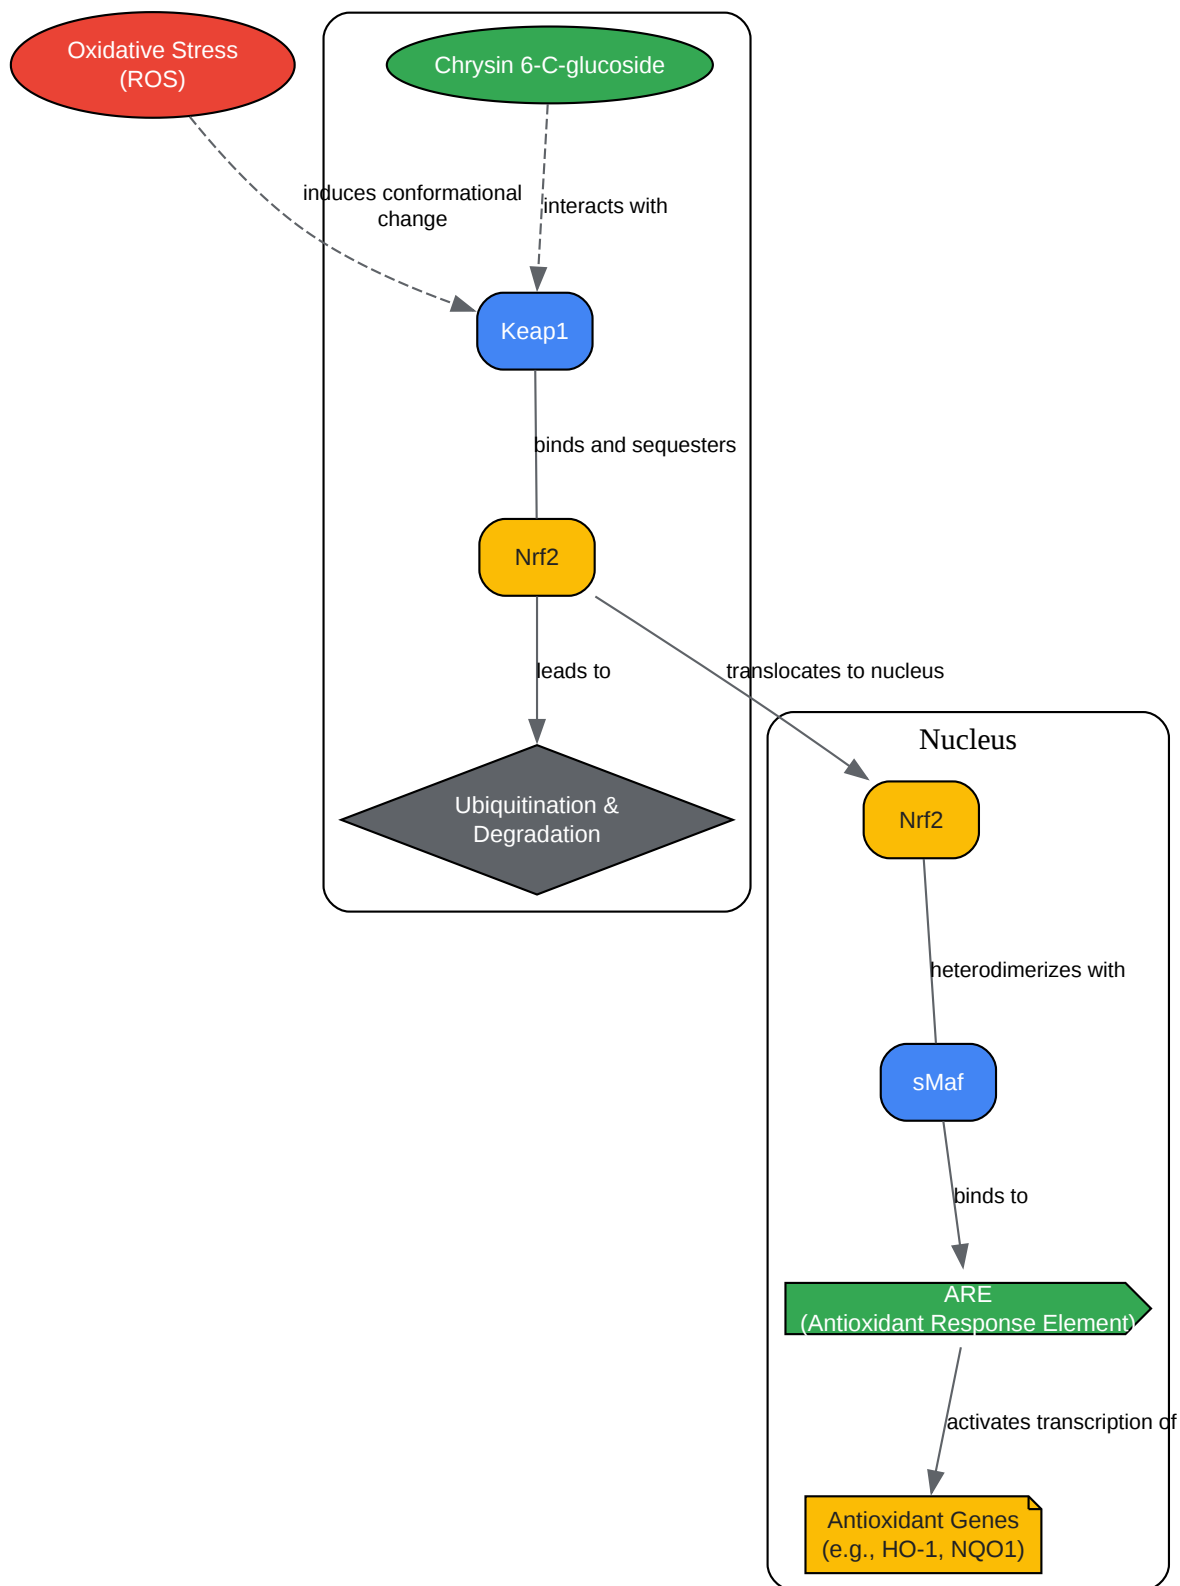 Oxidative Stress
(ROS)
Chrysin 6-C-glucoside
induces conformational
change
interacts with
Keap1
binds and sequesters
Nrf2
leads to
translocates to nucleus
Nucleus
Ubiquitination &
Degradation
Nrf2
heterodimerizes with
sMaf
binds to
ARE
(Antioxidant Response Element)
activates transcription of
Antioxidant Genes
(e.g., HO-1, NQO1)